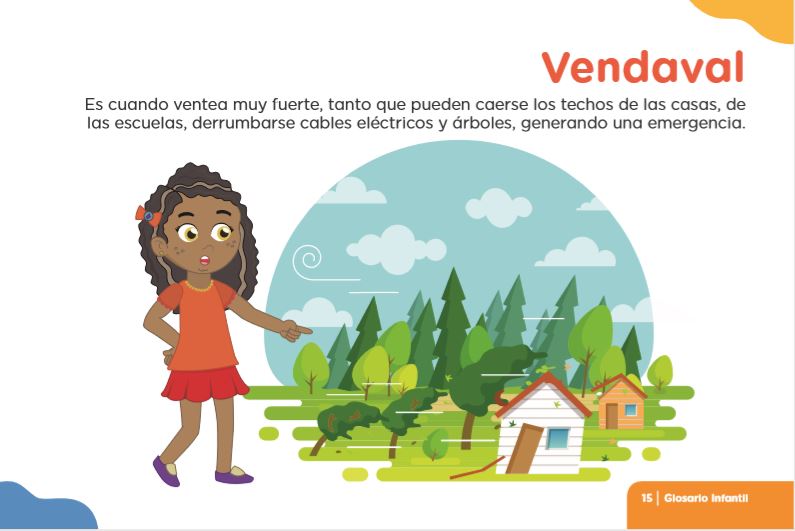 Vendaval
Es cuando ventea muy fuerte, tanto que pueden caerse los techos de las casas, de
las escuelas, derrumbarse cables eléctricos y árboles, generando una emergencia.
15 | Glosario Infantil